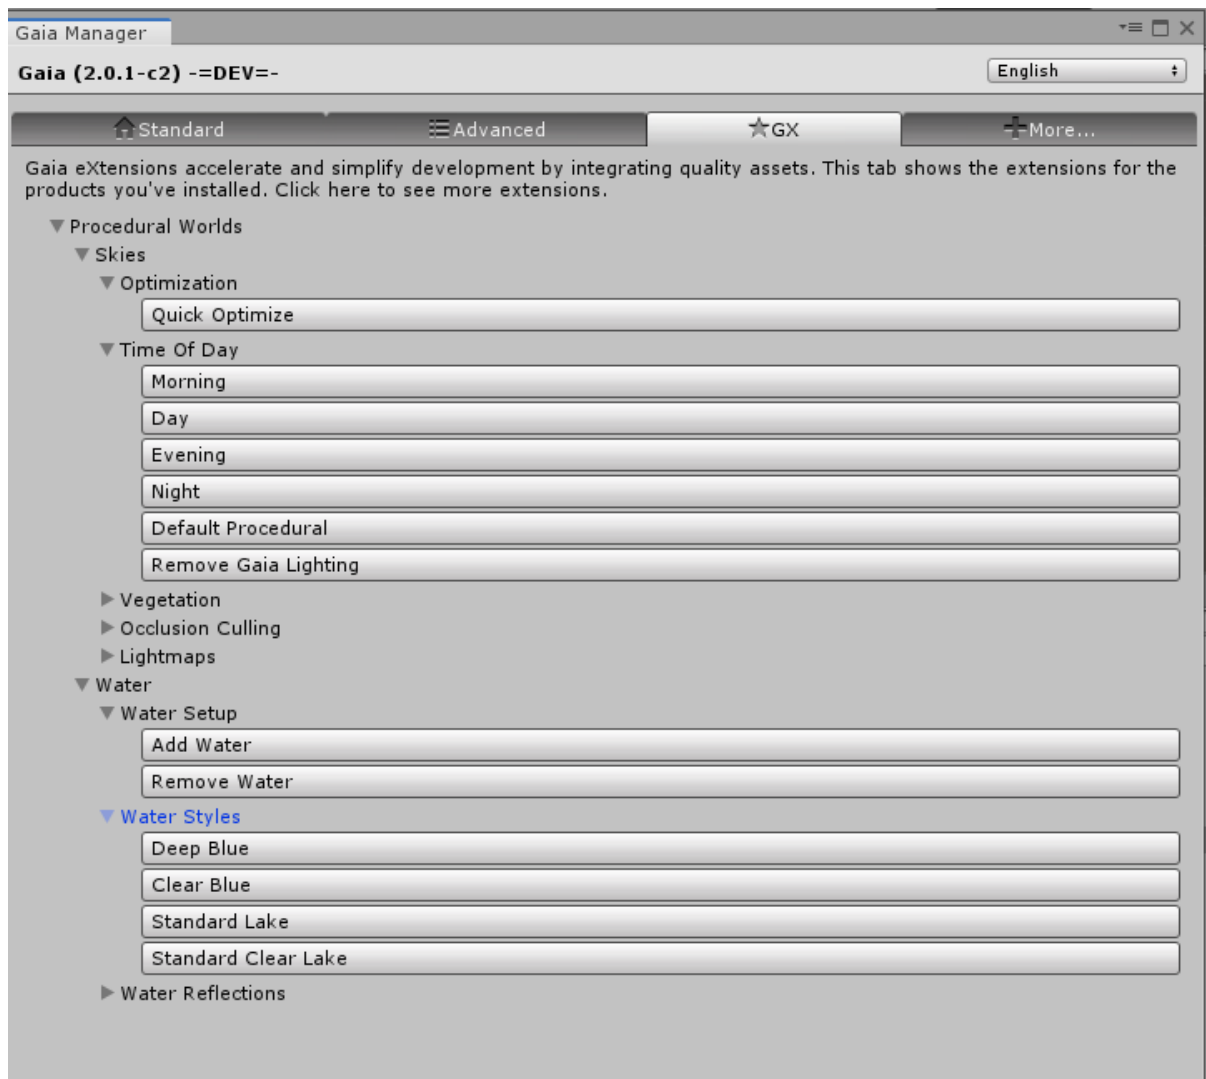 Gaia Manager
Gaia (2.0.1-c2) -=DEV=-
English
Standard
Advanced
GX
More...
Gaia eXtensions accelerate and simplify development by integrating quality assets. This tab shows the extensions for the
products you've installed. Click here to see more extensions.
Procedural Worlds
Skies
Optimization
Quick Optimize
Time Of Day
Morning
Day
Evening
Night
Default Procedural
Remove Gaia Lighting
Vegetation
Occlusion Culling
Lightmaps
Water
Water Setup
Add Water
Remove Water
Water Styles
Deep Blue
Clear Blue
Standard Lake
Standard Clear Lake
Water Reflections